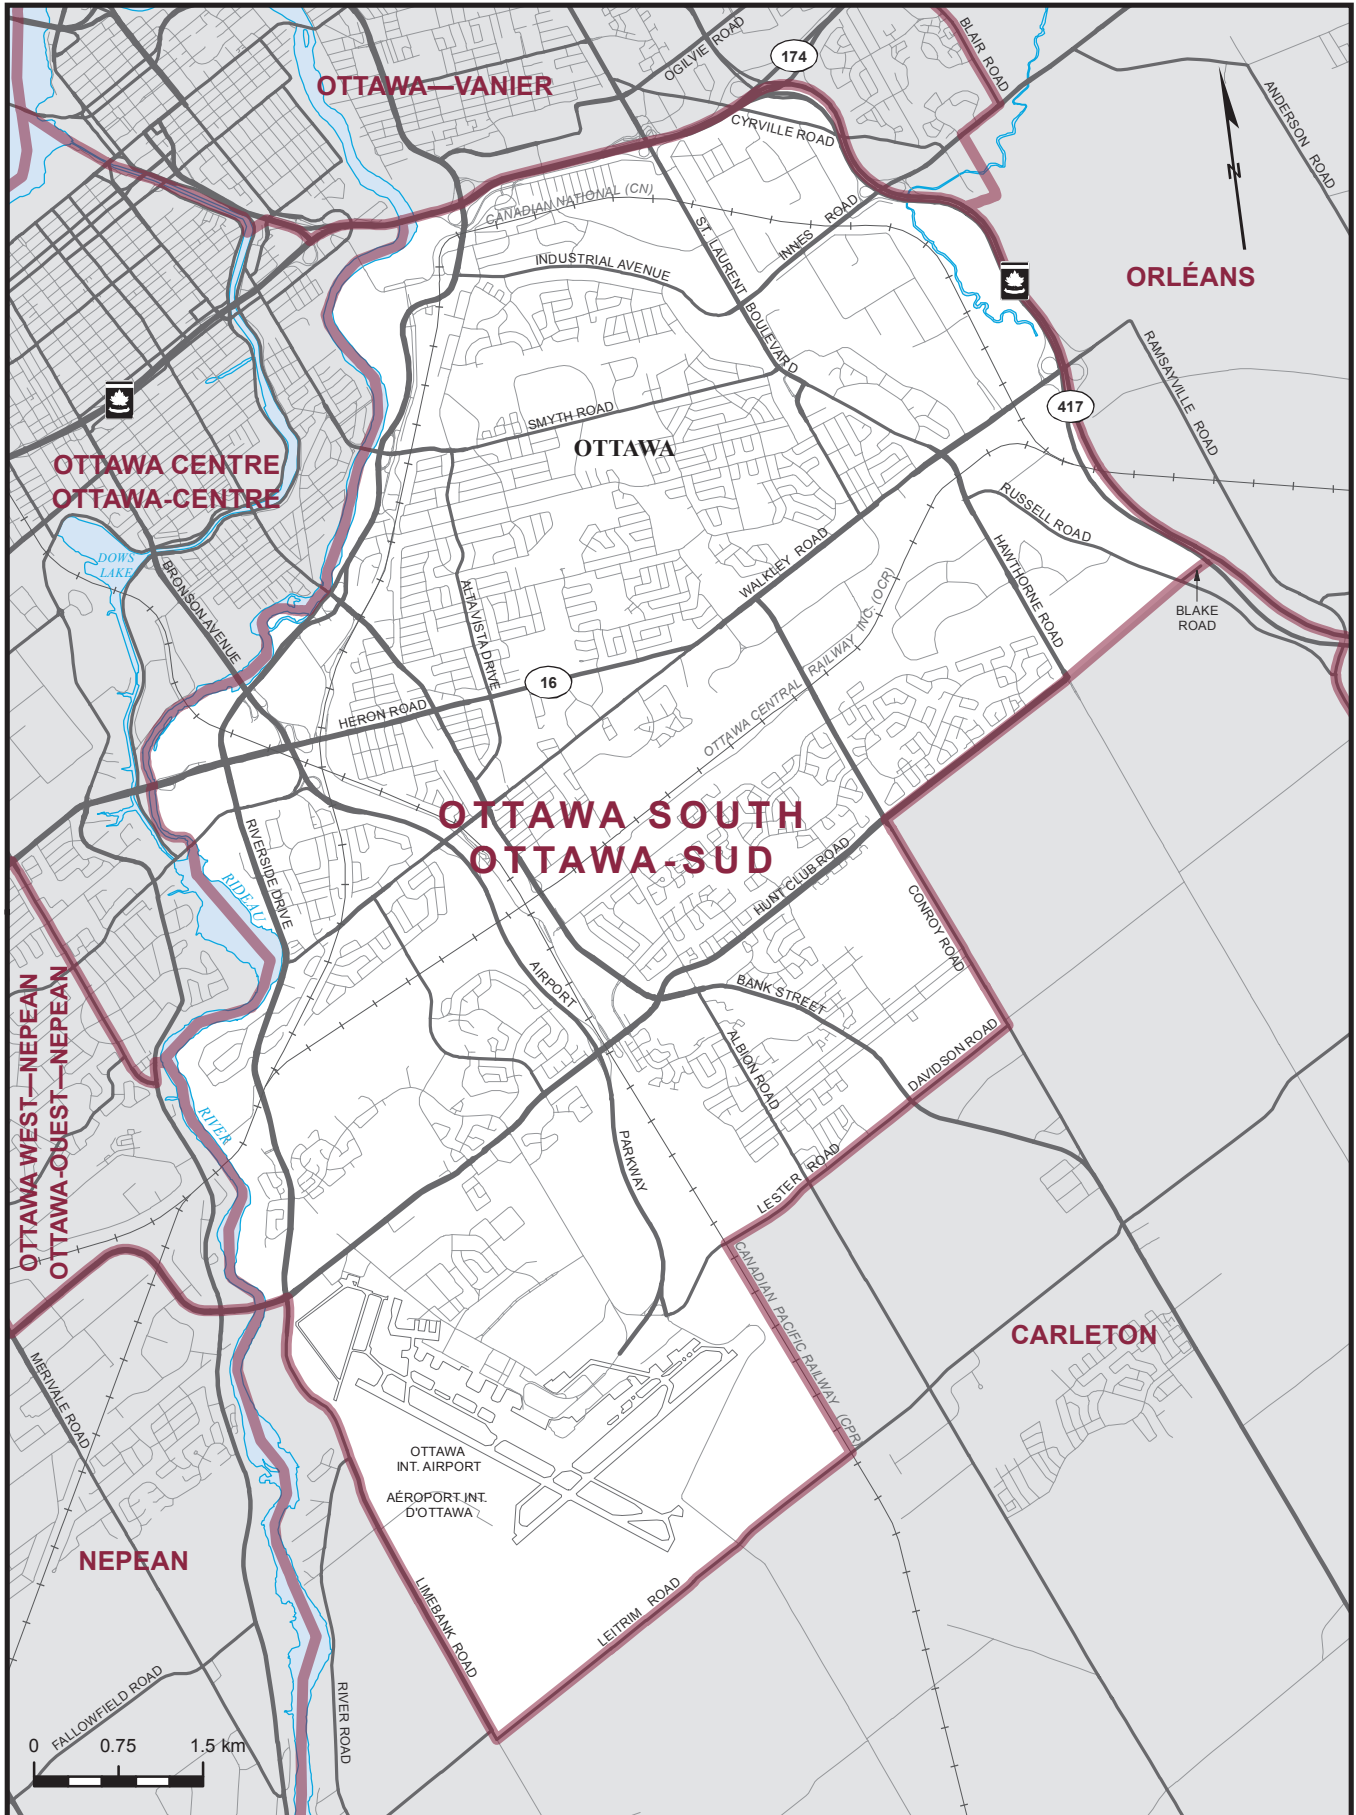 OTTAWA—VANIER
OGILVIE ROAD
174
BLAIR ROAD
ANDERSON ROAD
CYRVILLE ROAD
N
CANADIAN NATIONAL (CN)
ST. LAURENT BOULEVARD
INNES ROAD
INDUSTRIAL AVENUE
ORLÉANS
RAMSAYVILLE ROAD
417
SMYTH ROAD
OTTAWA
OTTAWA CENTRE
OTTAWA-CENTRE
DOWS
LAKE
BRONSON AVENUE
ALTA VISTA DRIVE
WALKLEY ROAD
RUSSELL ROAD
HAWTHORNE ROAD
BLAKE
ROAD
OTTAWA CENTRAL RAILWAY INC. (OCR)
16
HERON ROAD
OTTAWA SOUTH
OTTAWA-SUD
RIVERSIDE DRIVE
RIDEAU
RIVER
HUNT CLUB ROAD
CONROY ROAD
AIRPORT
PARKWAY
BANK STREET
ALBION ROAD
DAVIDSON ROAD
LESTER ROAD
OTTAWA WEST—NEPEAN
OTTAWA-OUEST—NEPEAN
CANADIAN PACIFIC RAILWAY (CPR)
CARLETON
MERIVALE ROAD
OTTAWA
INT. AIRPORT
AÉROPORT INT.
D'OTTAWA
NEPEAN
LIMEBANK ROAD
LEITRIM ROAD
FALLOWFIELD ROAD
RIVER ROAD
0 0.75 1.5 km